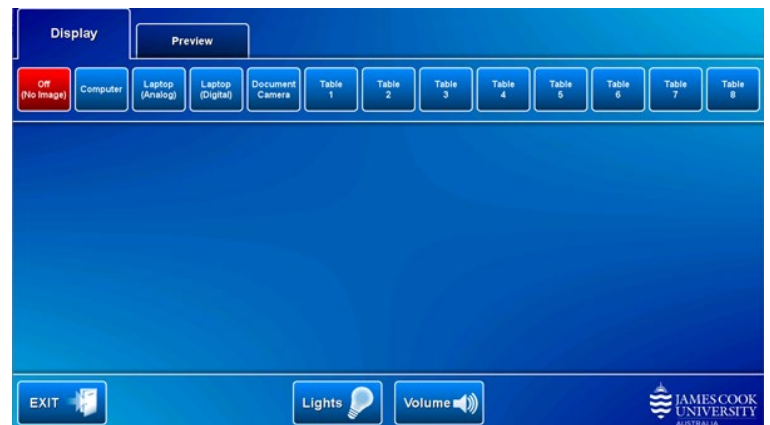 Display
Preview
Off
(No Image)
Computer
Laptop
(Analog)
Laptop
(Digital)
Document
Camera
Table
1
Table
2
Table
3
Table
4
Table
5
Table
6
Table
7
Table
8
EXIT
Lights
Volume
JAMES COOK
UNIVERSITY
AUSTRALIA